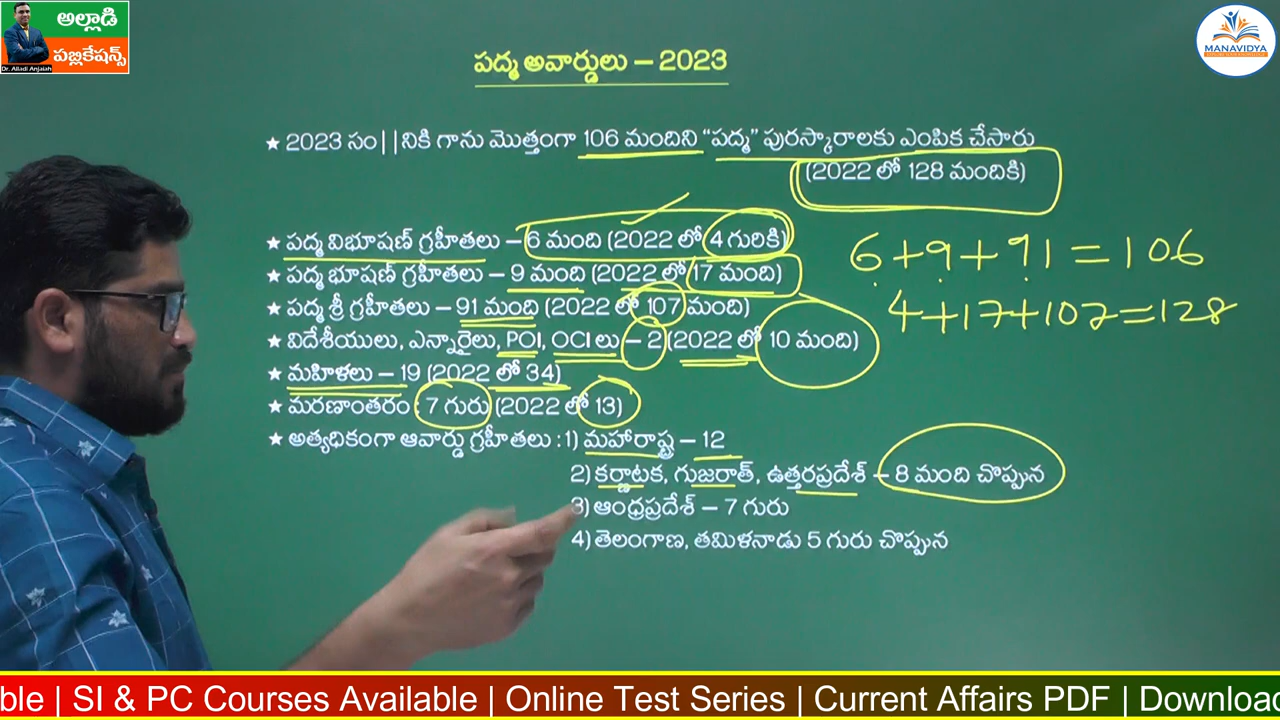 అల్లాడి
పబ్లికేషన్స్
Dr. Alladi Anjaiah
MANAVIDYA
పద్మ అవార్డులు – 2023
★ 2023 సం||నికి గాను మొత్తంగా 106 మందిని “పద్మ” పురస్కారాలకు ఎంపిక చేసారు
(2022 లో 128 మందికి)
★ పద్మ విభూషణ్ గ్రహీతలు – 6 మంది (2022 లో 4 గురికి)
6 + 9 + 91 = 106
★ పద్మ భూషణ్ గ్రహీతలు – 9 మంది (2022 లో 17 మంది)
★ పద్మ శ్రీ గ్రహీతలు – 91 మంది (2022 లో 107 మంది)
4+17+107=128
★ విదేశీయులు, ఎన్నారైలు, POI, OCI లు – 2 (2022 లో 10 మంది)
★ మహిళలు – 19 (2022 లో 34)
★ మరణాంతరం : 7 గురు (2022 లో 13)
★ అత్యధికంగా ఆవార్డు గ్రహీతలు : 1) మహారాష్ట్ర – 12
2) కర్ణాటక, గుజరాత్, ఉత్తరప్రదేశ్ – 8 మంది చొప్పున
3) ఆంధ్రప్రదేశ్ – 7 గురు
4) తెలంగాణ, తమిళనాడు 5 గురు చొప్పున
ble | SI & PC Courses Available | Online Test Series | Current Affairs PDF | Download